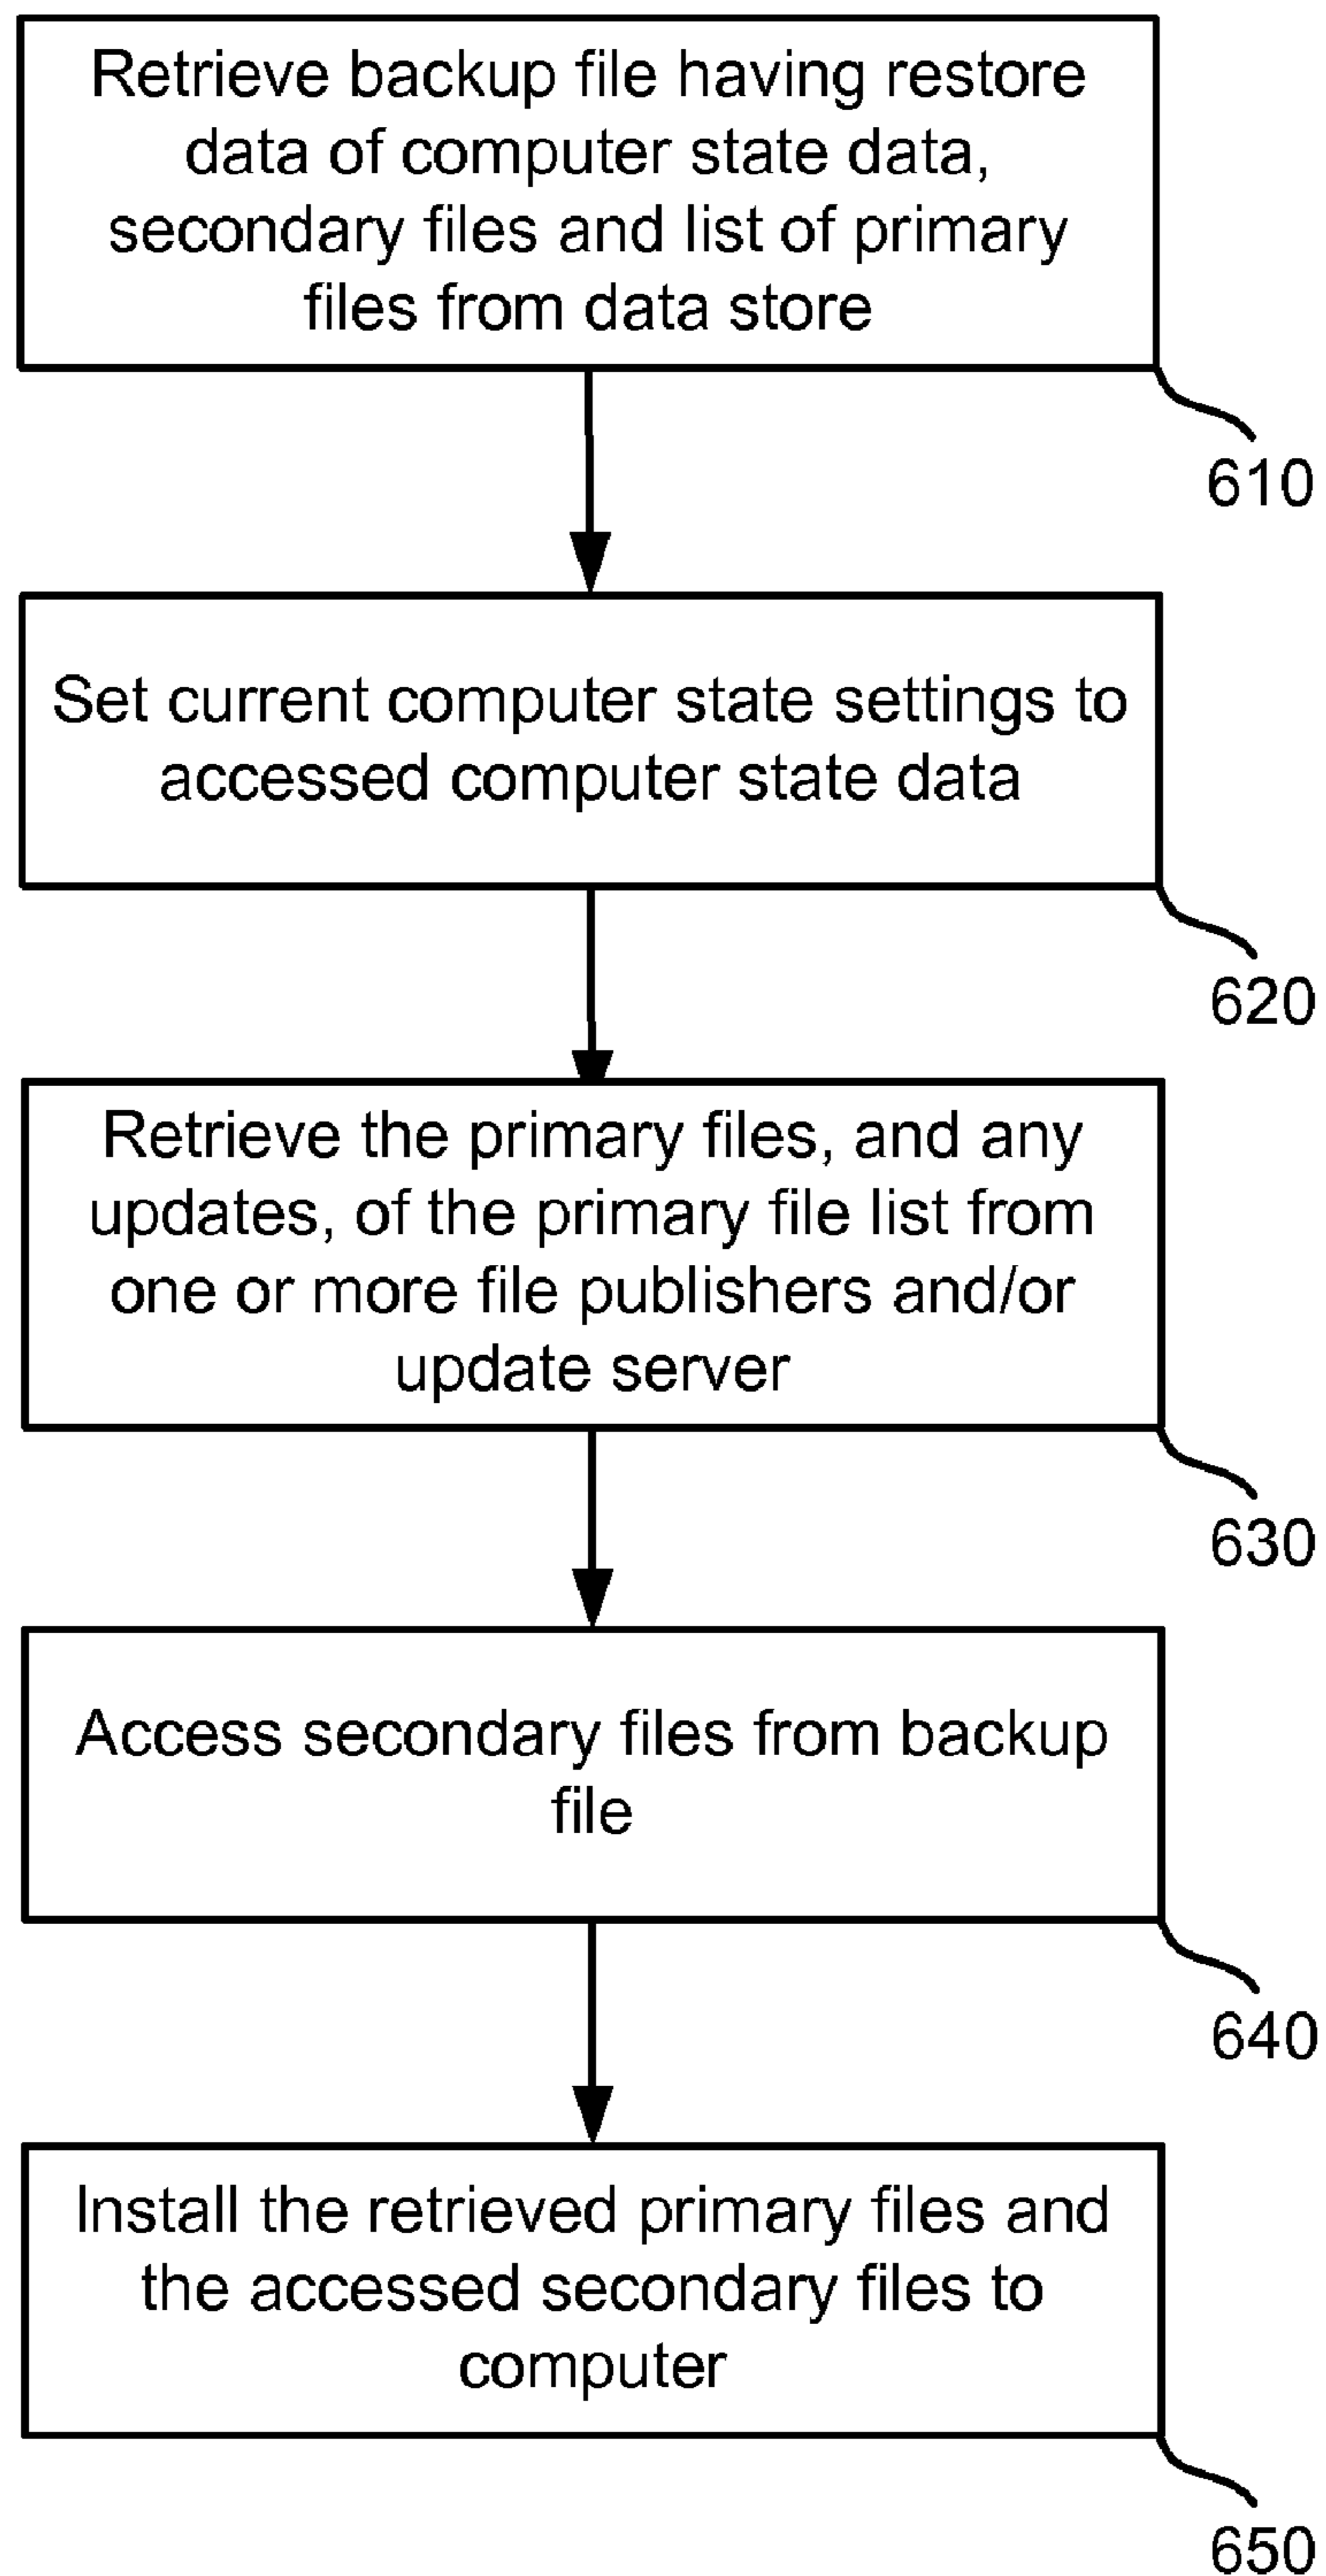 Retrieve backup file having restore
data of computer state data,
secondary files and list of primary
files from data store
610
Set current computer state settings to
accessed computer state data
620
Retrieve the primary files, and any
updates, of the primary file list from
one or more file publishers and/or
update server
630
Access secondary files from backup
file
640
Install the retrieved primary files and
the accessed secondary files to
computer
650